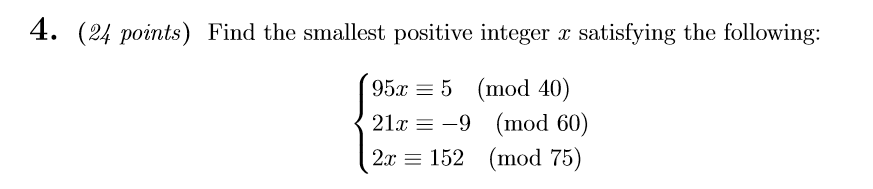 4. (24 points) Find the smallest positive integer x satisfying the following:
95x ≡ 5 (mod 40)
21x ≡ −9 (mod 60)
2x ≡ 152 (mod 75)